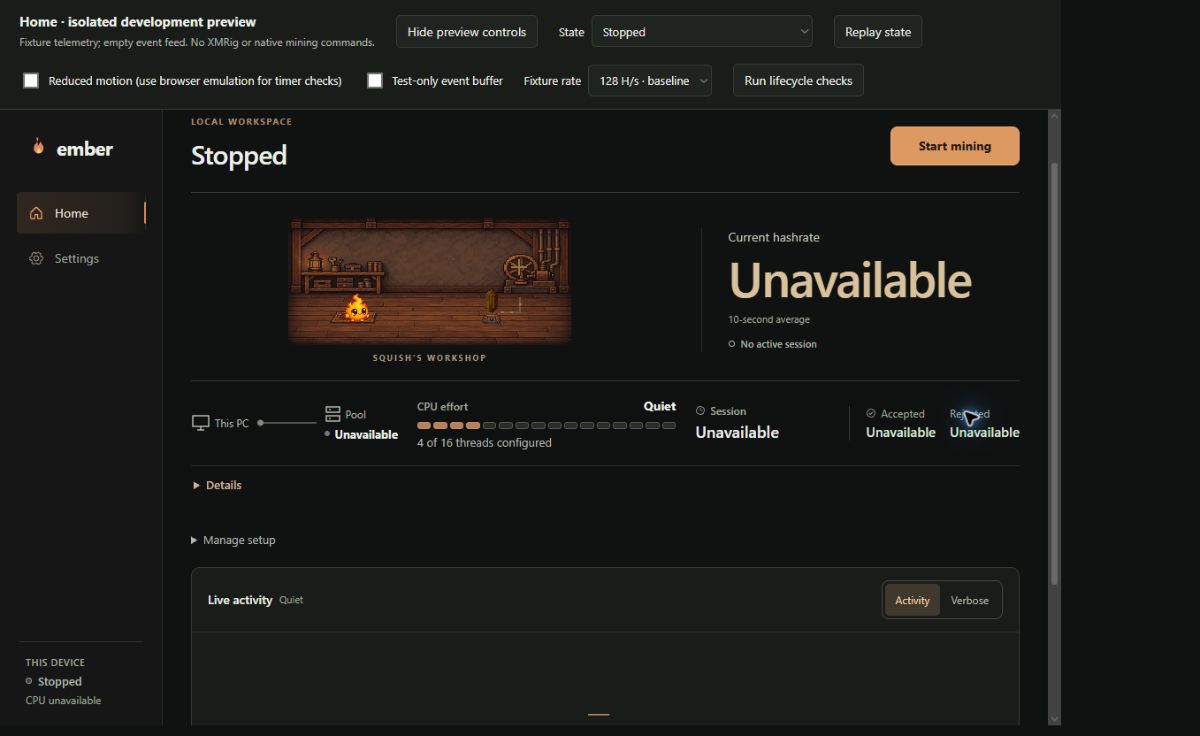 Home · isolated development preview
Fixture telemetry; empty event feed. No XMRig or native mining commands.
Hide preview controls
State
Stopped
Replay state
Reduced motion (use browser emulation for timer checks)
Test-only event buffer
Fixture rate
128 H/s · baseline
Run lifecycle checks
ember
Home
Settings
THIS DEVICE
Stopped
CPU unavailable
LOCAL WORKSPACE
Stopped
Start mining
SQUISH'S WORKSHOP
Current hashrate
Unavailable
10-second average
No active session
This PC
Pool
Unavailable
CPU effort
Quiet
4 of 16 threads configured
Session
Unavailable
Accepted
Unavailable
Unavailable
Details
Manage setup
Live activity
Quiet
Activity
Verbose